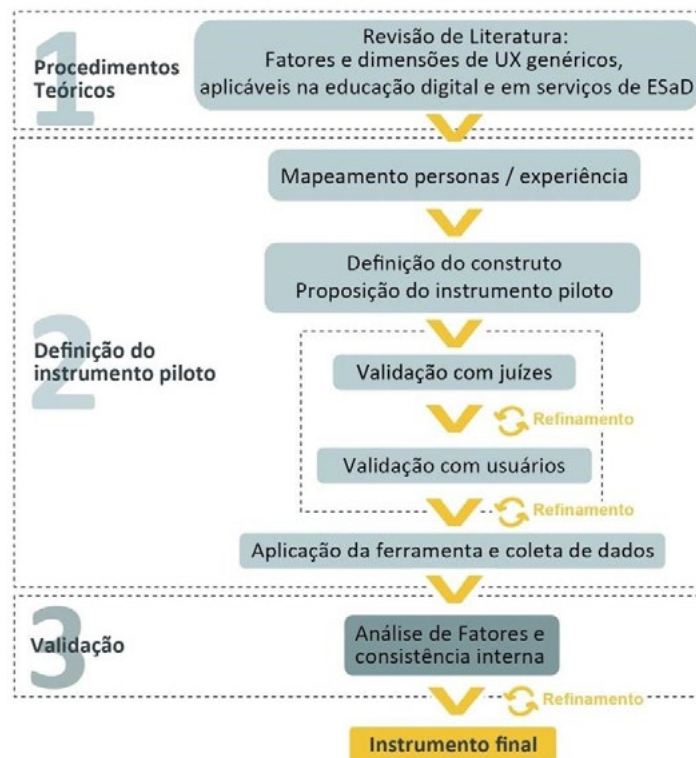 1
Procedimentos
Teóricos
Revisão de Literatura:
Fatores e dimensões de UX genéricos,
aplicáveis na educação digital e em serviços de ESaD
2
Definição do
instrumento piloto
Mapeamento personas / experiência
Definição do construto
Proposição do instrumento piloto
Validação com juízes
Refinamento
Validação com usuários
Refinamento
Aplicação da ferramenta e coleta de dados
3
Validação
Análise de Fatores e
consistência interna
Refinamento
Instrumento final